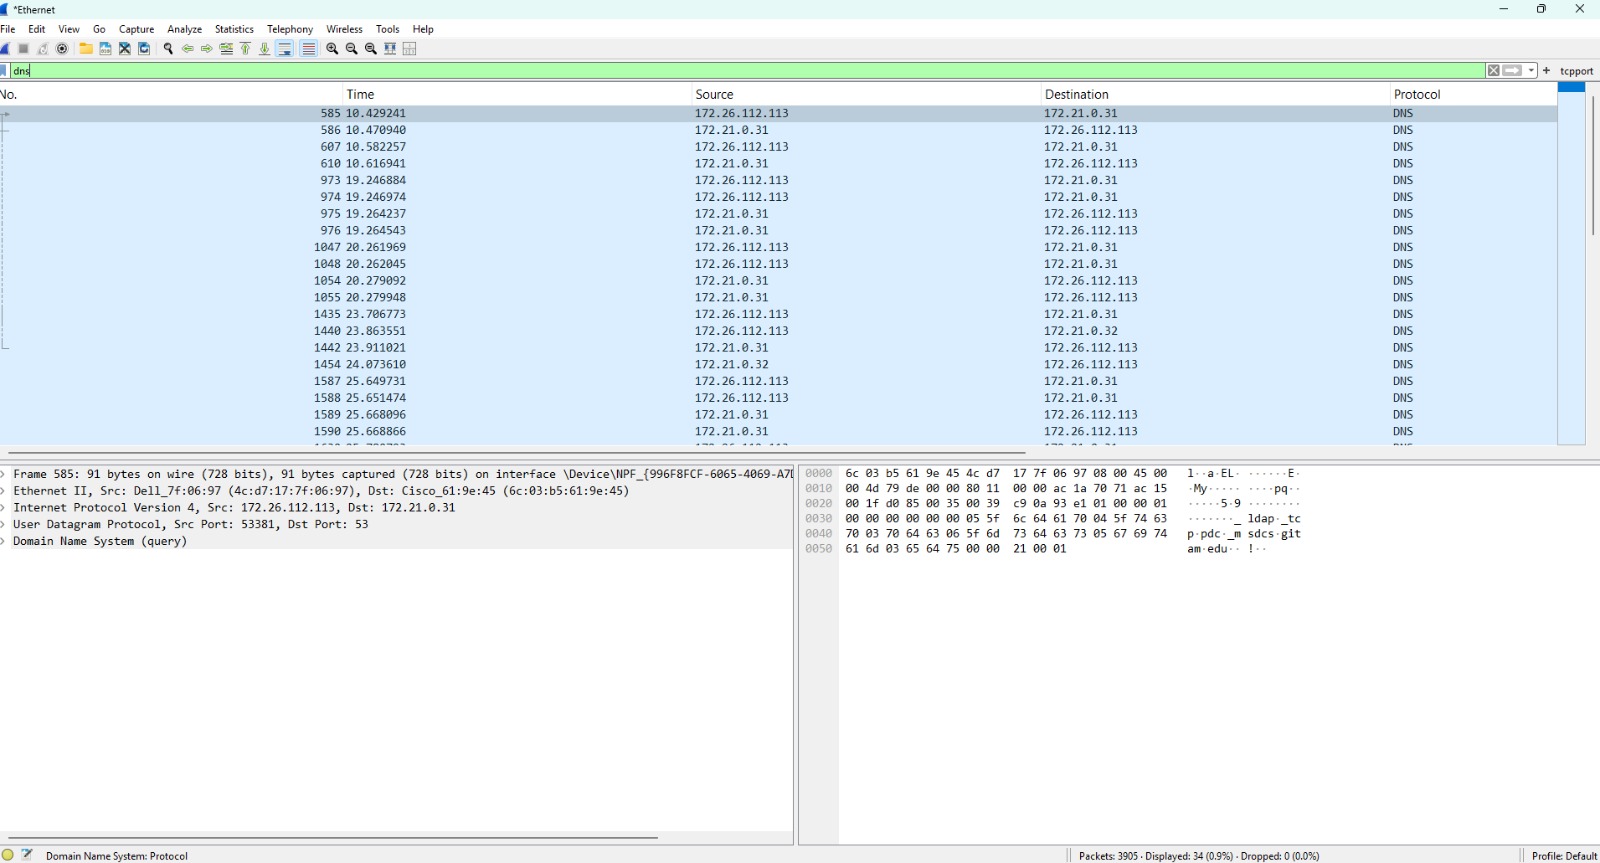 *Ethernet
File Edit View Go Capture Analyze Statistics Telephony Wireless Tools Help
dns
tcpport
No. Time Source Destination Protocol
585 10.429241 172.26.112.113 172.21.0.31 DNS
586 10.470940 172.21.0.31 172.26.112.113 DNS
607 10.582257 172.26.112.113 172.21.0.31 DNS
610 10.616941 172.21.0.31 172.26.112.113 DNS
973 19.246884 172.26.112.113 172.21.0.31 DNS
974 19.246974 172.26.112.113 172.21.0.31 DNS
975 19.264237 172.21.0.31 172.26.112.113 DNS
976 19.264543 172.21.0.31 172.26.112.113 DNS
1047 20.261969 172.26.112.113 172.21.0.31 DNS
1048 20.262045 172.26.112.113 172.21.0.31 DNS
1054 20.279092 172.21.0.31 172.26.112.113 DNS
1055 20.279948 172.21.0.31 172.26.112.113 DNS
1435 23.706773 172.26.112.113 172.21.0.31 DNS
1440 23.863551 172.26.112.113 172.21.0.32 DNS
1442 23.911021 172.21.0.31 172.26.112.113 DNS
1454 24.073610 172.21.0.32 172.26.112.113 DNS
1587 25.649731 172.26.112.113 172.21.0.31 DNS
1588 25.651474 172.26.112.113 172.21.0.31 DNS
1589 25.668096 172.21.0.31 172.26.112.113 DNS
1590 25.668866 172.21.0.31 172.26.112.113 DNS
Frame 585: 91 bytes on wire (728 bits), 91 bytes captured (728 bits) on interface \Device\NPF_{996F8FCF-6065-4069-A7D
Ethernet II, Src: Dell_7f:06:97 (4c:d7:17:7f:06:97), Dst: Cisco_61:9e:45 (6c:03:b5:61:9e:45)
Internet Protocol Version 4, Src: 172.26.112.113, Dst: 172.21.0.31
User Datagram Protocol, Src Port: 53381, Dst Port: 53
Domain Name System (query)
0000 6c 03 b5 61 9e 45 4c d7 17 7f 06 97 08 00 45 00 l··a·EL· ······E·
0010 00 4d 79 de 00 00 80 11 00 00 ac 1a 70 71 ac 15 ·My····· ····pq··
0020 00 1f d0 85 00 35 00 39 c9 0a 93 e1 01 00 00 01 ·····5·9 ········
0030 00 00 00 00 00 00 05 5f 6c 64 61 70 04 5f 74 63 ·······_ ldap·_tc
0040 70 03 70 64 63 06 5f 6d 73 64 63 73 05 67 69 74 p·pdc·_m sdcs·git
0050 61 6d 03 65 64 75 00 00 21 00 01 am·edu·· !··
Domain Name System: Protocol
Packets: 3905 · Displayed: 34 (0.9%) · Dropped: 0 (0.0%)
Profile: Default